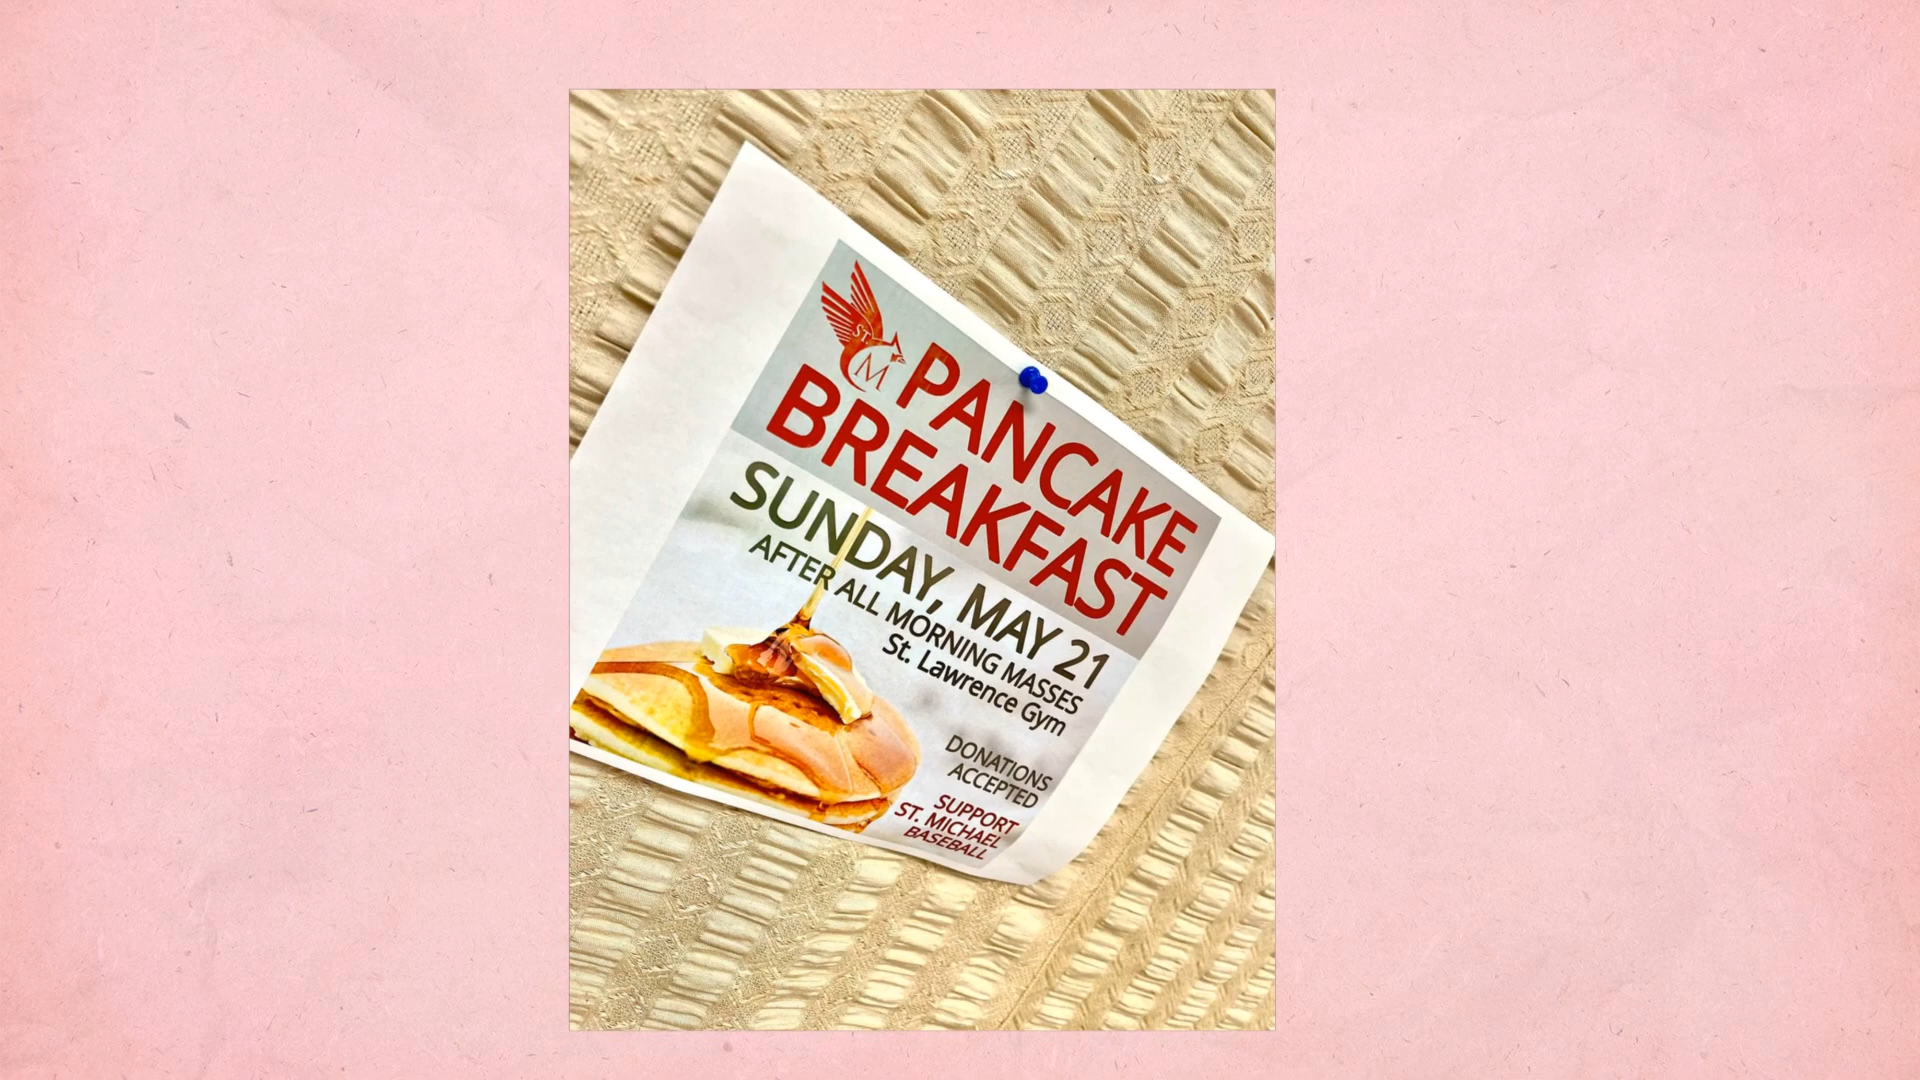 ST.
M
PANCAKE
BREAKFAST
SUNDAY, MAY 21
AFTER ALL MORNING MASSES
St. Lawrence Gym
DONATIONS
ACCEPTED
SUPPORT
ST. MICHAEL
BASEBALL